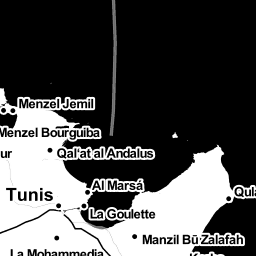 Menzel Jemil
Menzel Bourguiba
Qal'at al Andalus
ur
Al Marsá
Tunis
La Goulette
Qul
Manzil Bū Zalafah
La Mohammedia